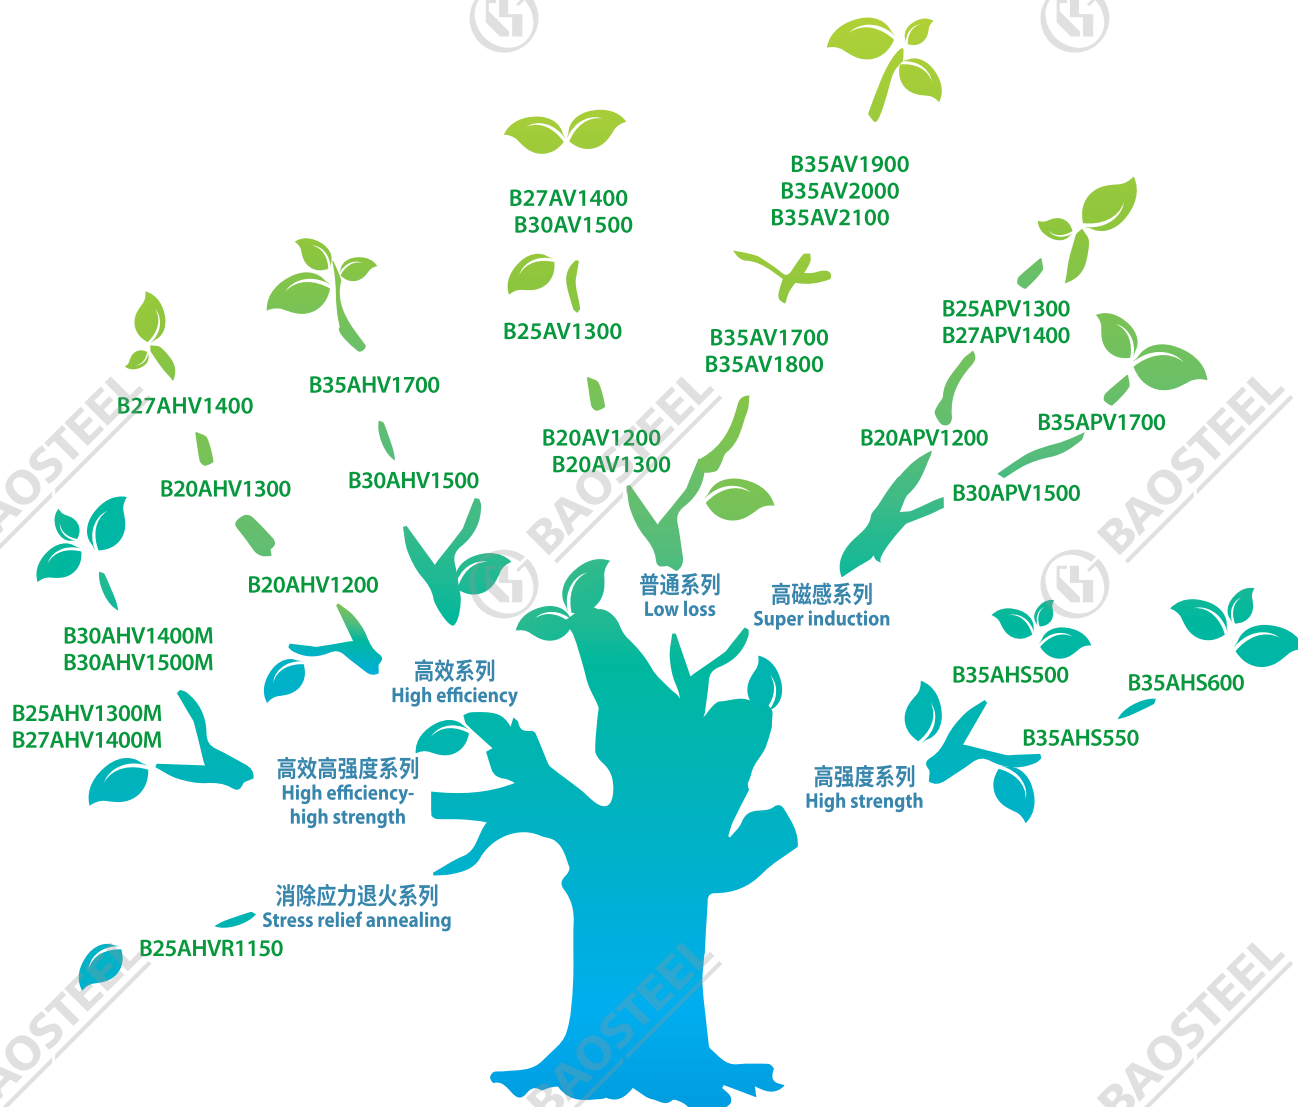 B35AV1900
B35AV2000
B35AV2100
B27AV1400
B30AV1500
B25APV1300
B27APV1400
B25AV1300
B35AV1700
B35AV1800
B35AHV1700
B27AHV1400
B35APV1700
B20AV1200
B20AV1300
B20APV1200
B30AHV1500
B20AHV1300
B30APV1500
B20AHV1200
普通系列
Low loss
高磁感系列
Super induction
B30AHV1400M
B30AHV1500M
高效系列
High efficiency
B35AHS500
B35AHS600
B25AHV1300M
B27AHV1400M
B35AHS550
高效高强度系列
High efficiency-
high strength
高强度系列
High strength
消除应力退火系列
Stress relief annealing
B25AHVR1150
BAOSTEEL
BAOSTEEL
BAOSTEEL
BAOSTEEL
BAOSTEEL
BAOSTEEL